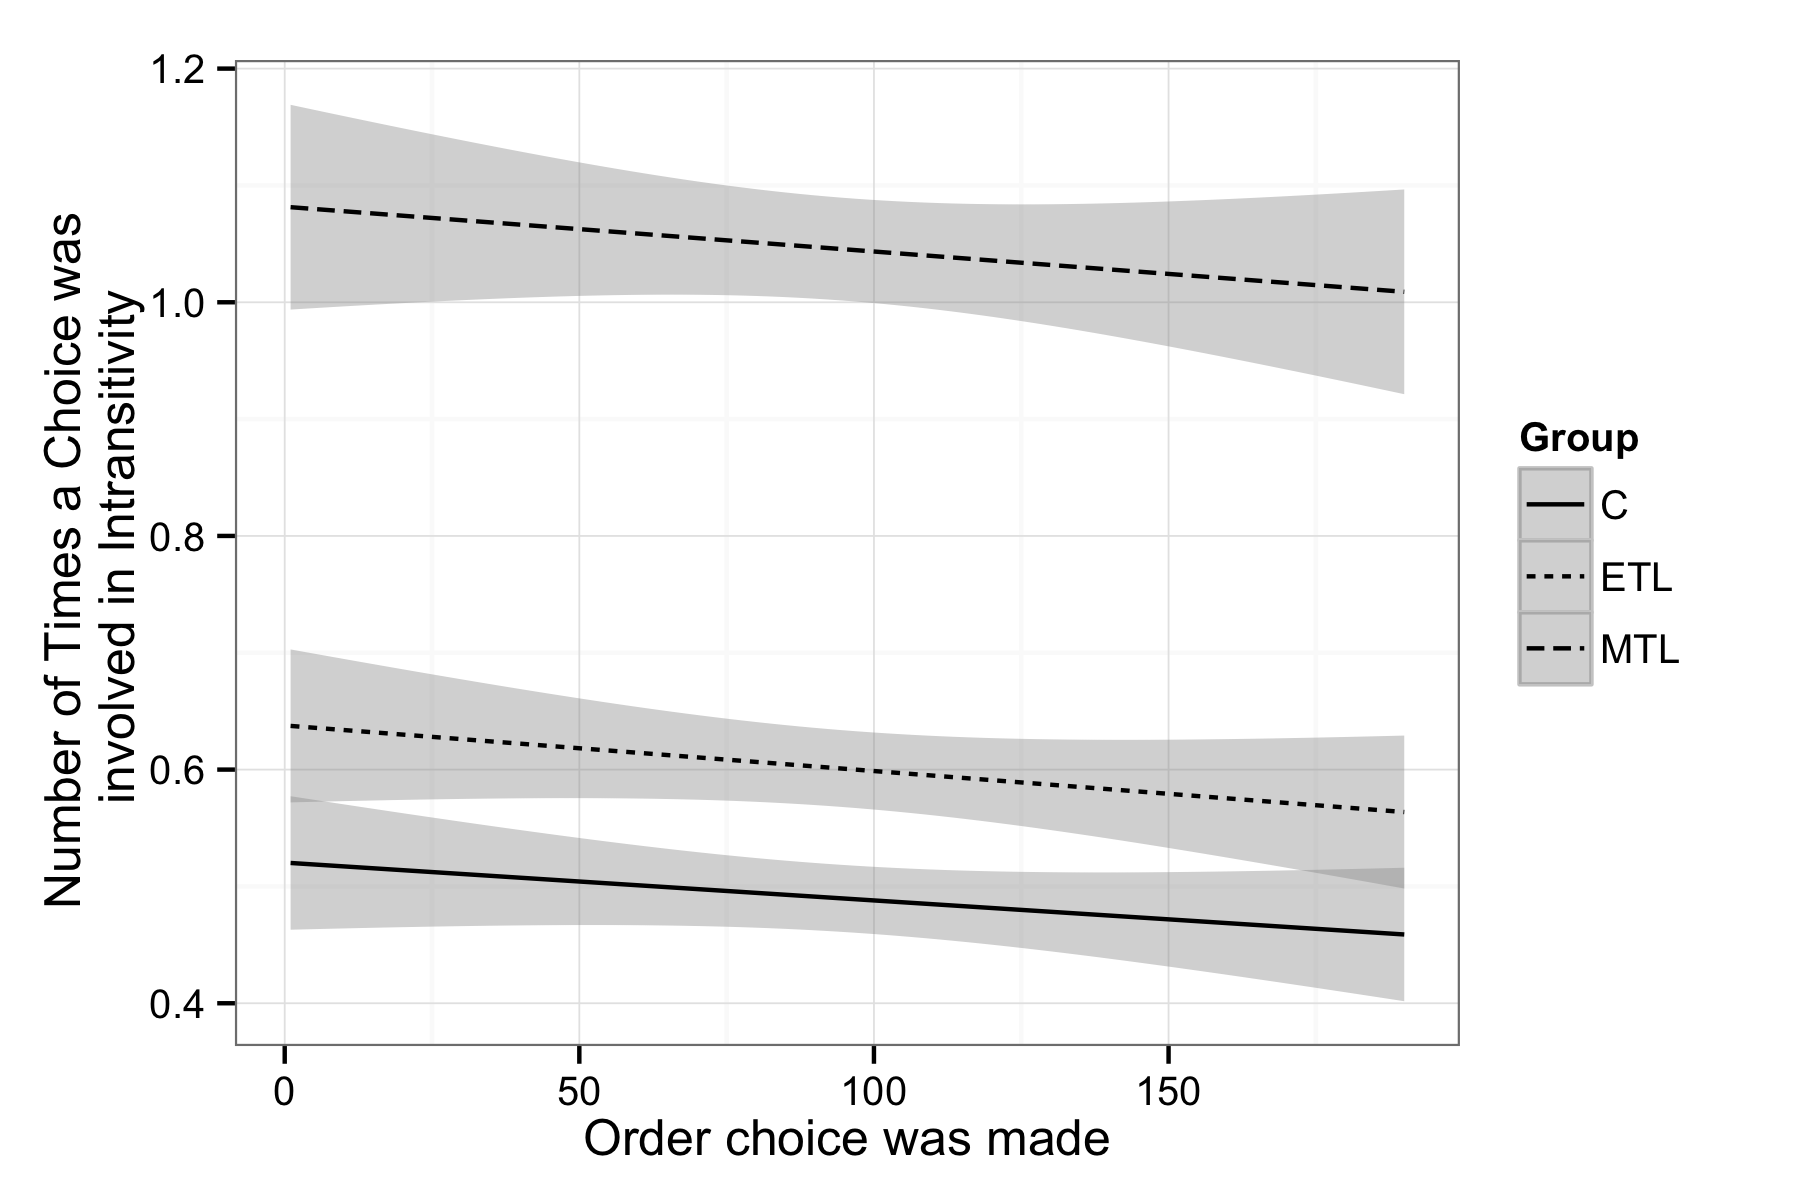 Number of Times a Choice was
involved in Intransitivity
1.2
1.0
0.8
0.6
0.4
0
50
100
150
Order choice was made
Group
C
ETL
MTL